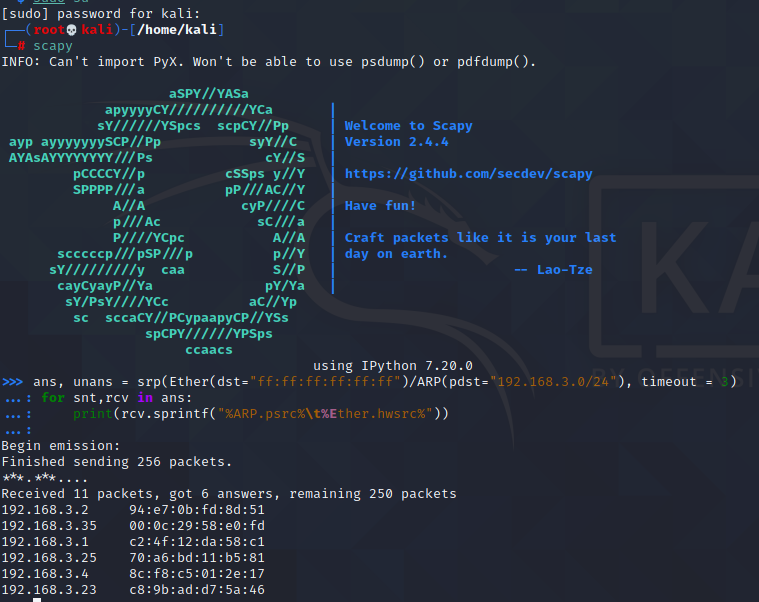 [sudo] password for kali:
(root💀kali)-[/home/kali]
# scapy
INFO: Can't import PyX. Won't be able to use psdump() or pdfdump().
aSPY//YASa
apyyyyCY//////////YCa |
sY//////YSpcs scpCY//Pp | Welcome to Scapy
ayp ayyyyyyySCP//Pp syY//C | Version 2.4.4
AYAsAYYYYYYYY///Ps cY//S |
pCCCCY//p cSSps y//Y | https://github.com/secdev/scapy
SPPPP///a pP///AC//Y |
A//A cyP////C | Have fun!
p///Ac sC///a |
P////YCpc A//A | Craft packets like it is your last
scccccp///pSP///p p//Y | day on earth.
sY/////////y caa S//P | -- Lao-Tze
cayCyayP//Ya pY/Ya |
sY/PsY////YCc aC//Yp
sc sccaCY//PCypaapyCP//YSs
spCPY//////YPSps
ccaacs
using IPython 7.20.0
>>> ans, unans = srp(Ether(dst="ff:ff:ff:ff:ff:ff")/ARP(pdst="192.168.3.0/24"), timeout = 3)
...: for snt,rcv in ans:
...: print(rcv.sprintf("%ARP.psrc%\t%Ether.hwsrc%"))
...:
Begin emission:
Finished sending 256 packets.
***.***....
Received 11 packets, got 6 answers, remaining 250 packets
192.168.3.2 94:e7:0b:fd:8d:51
192.168.3.35 00:0c:29:58:e0:fd
192.168.3.1 c2:4f:12:da:58:c1
192.168.3.25 70:a6:bd:11:b5:81
192.168.3.4 8c:f8:c5:01:2e:17
192.168.3.23 c8:9b:ad:d7:5a:46